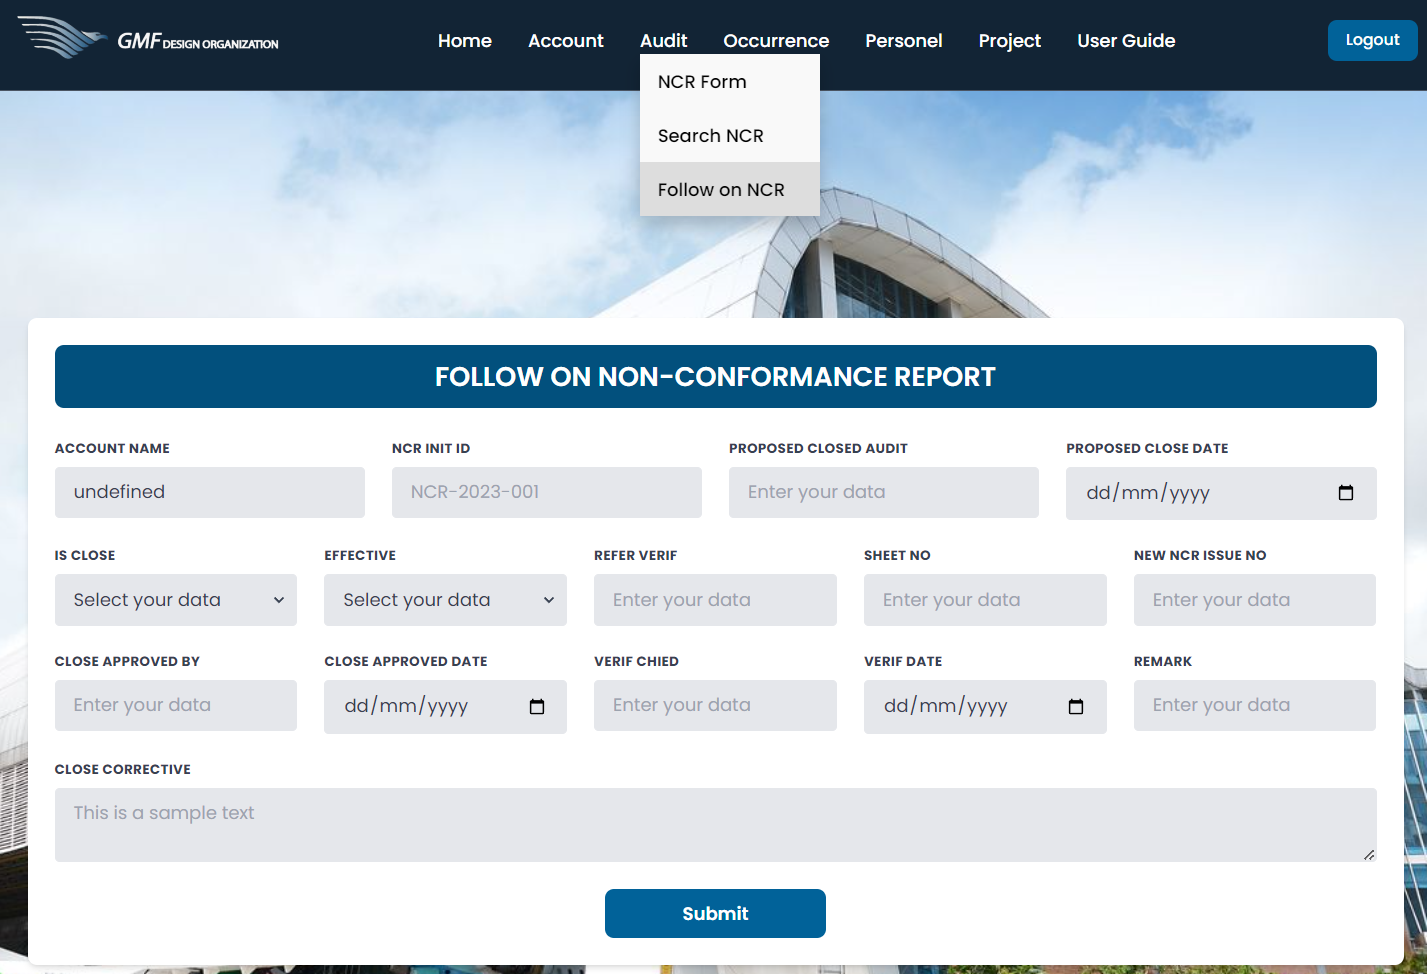 GMF DESIGN ORGANIZATION
Home Account Audit Occurrence Personel Project User Guide Logout
NCR Form
Search NCR
Follow on NCR
FOLLOW ON NON-CONFORMANCE REPORT
ACCOUNT NAME NCR INIT ID PROPOSED CLOSED AUDIT PROPOSED CLOSE DATE
undefined NCR-2023-001 Enter your data dd/mm/yyyy
IS CLOSE EFFECTIVE REFER VERIF SHEET NO NEW NCR ISSUE NO
Select your data Select your data Enter your data Enter your data Enter your data
CLOSE APPROVED BY CLOSE APPROVED DATE VERIF CHIED VERIF DATE REMARK
Enter your data dd/mm/yyyy Enter your data dd/mm/yyyy Enter your data
CLOSE CORRECTIVE
This is a sample text
Submit